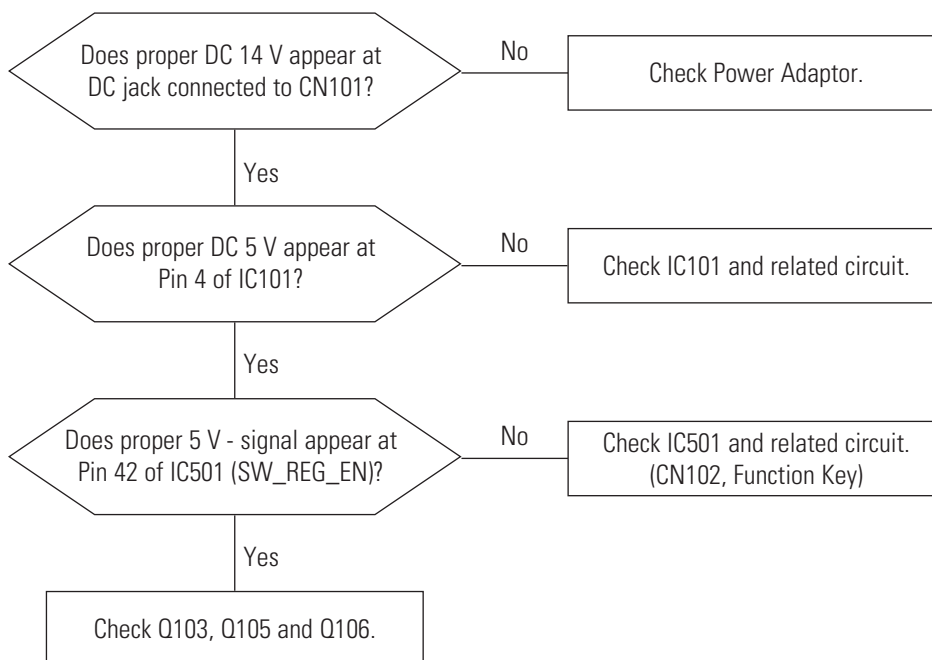 Does proper DC 14 V appear at
DC jack connected to CN101?
No
Check Power Adaptor.
Yes
Does proper DC 5 V appear at
Pin 4 of IC101?
No
Check IC101 and related circuit.
Yes
Does proper 5 V - signal appear at
Pin 42 of IC501 (SW_REG_EN)?
No
Check IC501 and related circuit.
(CN102, Function Key)
Yes
Check Q103, Q105 and Q106.